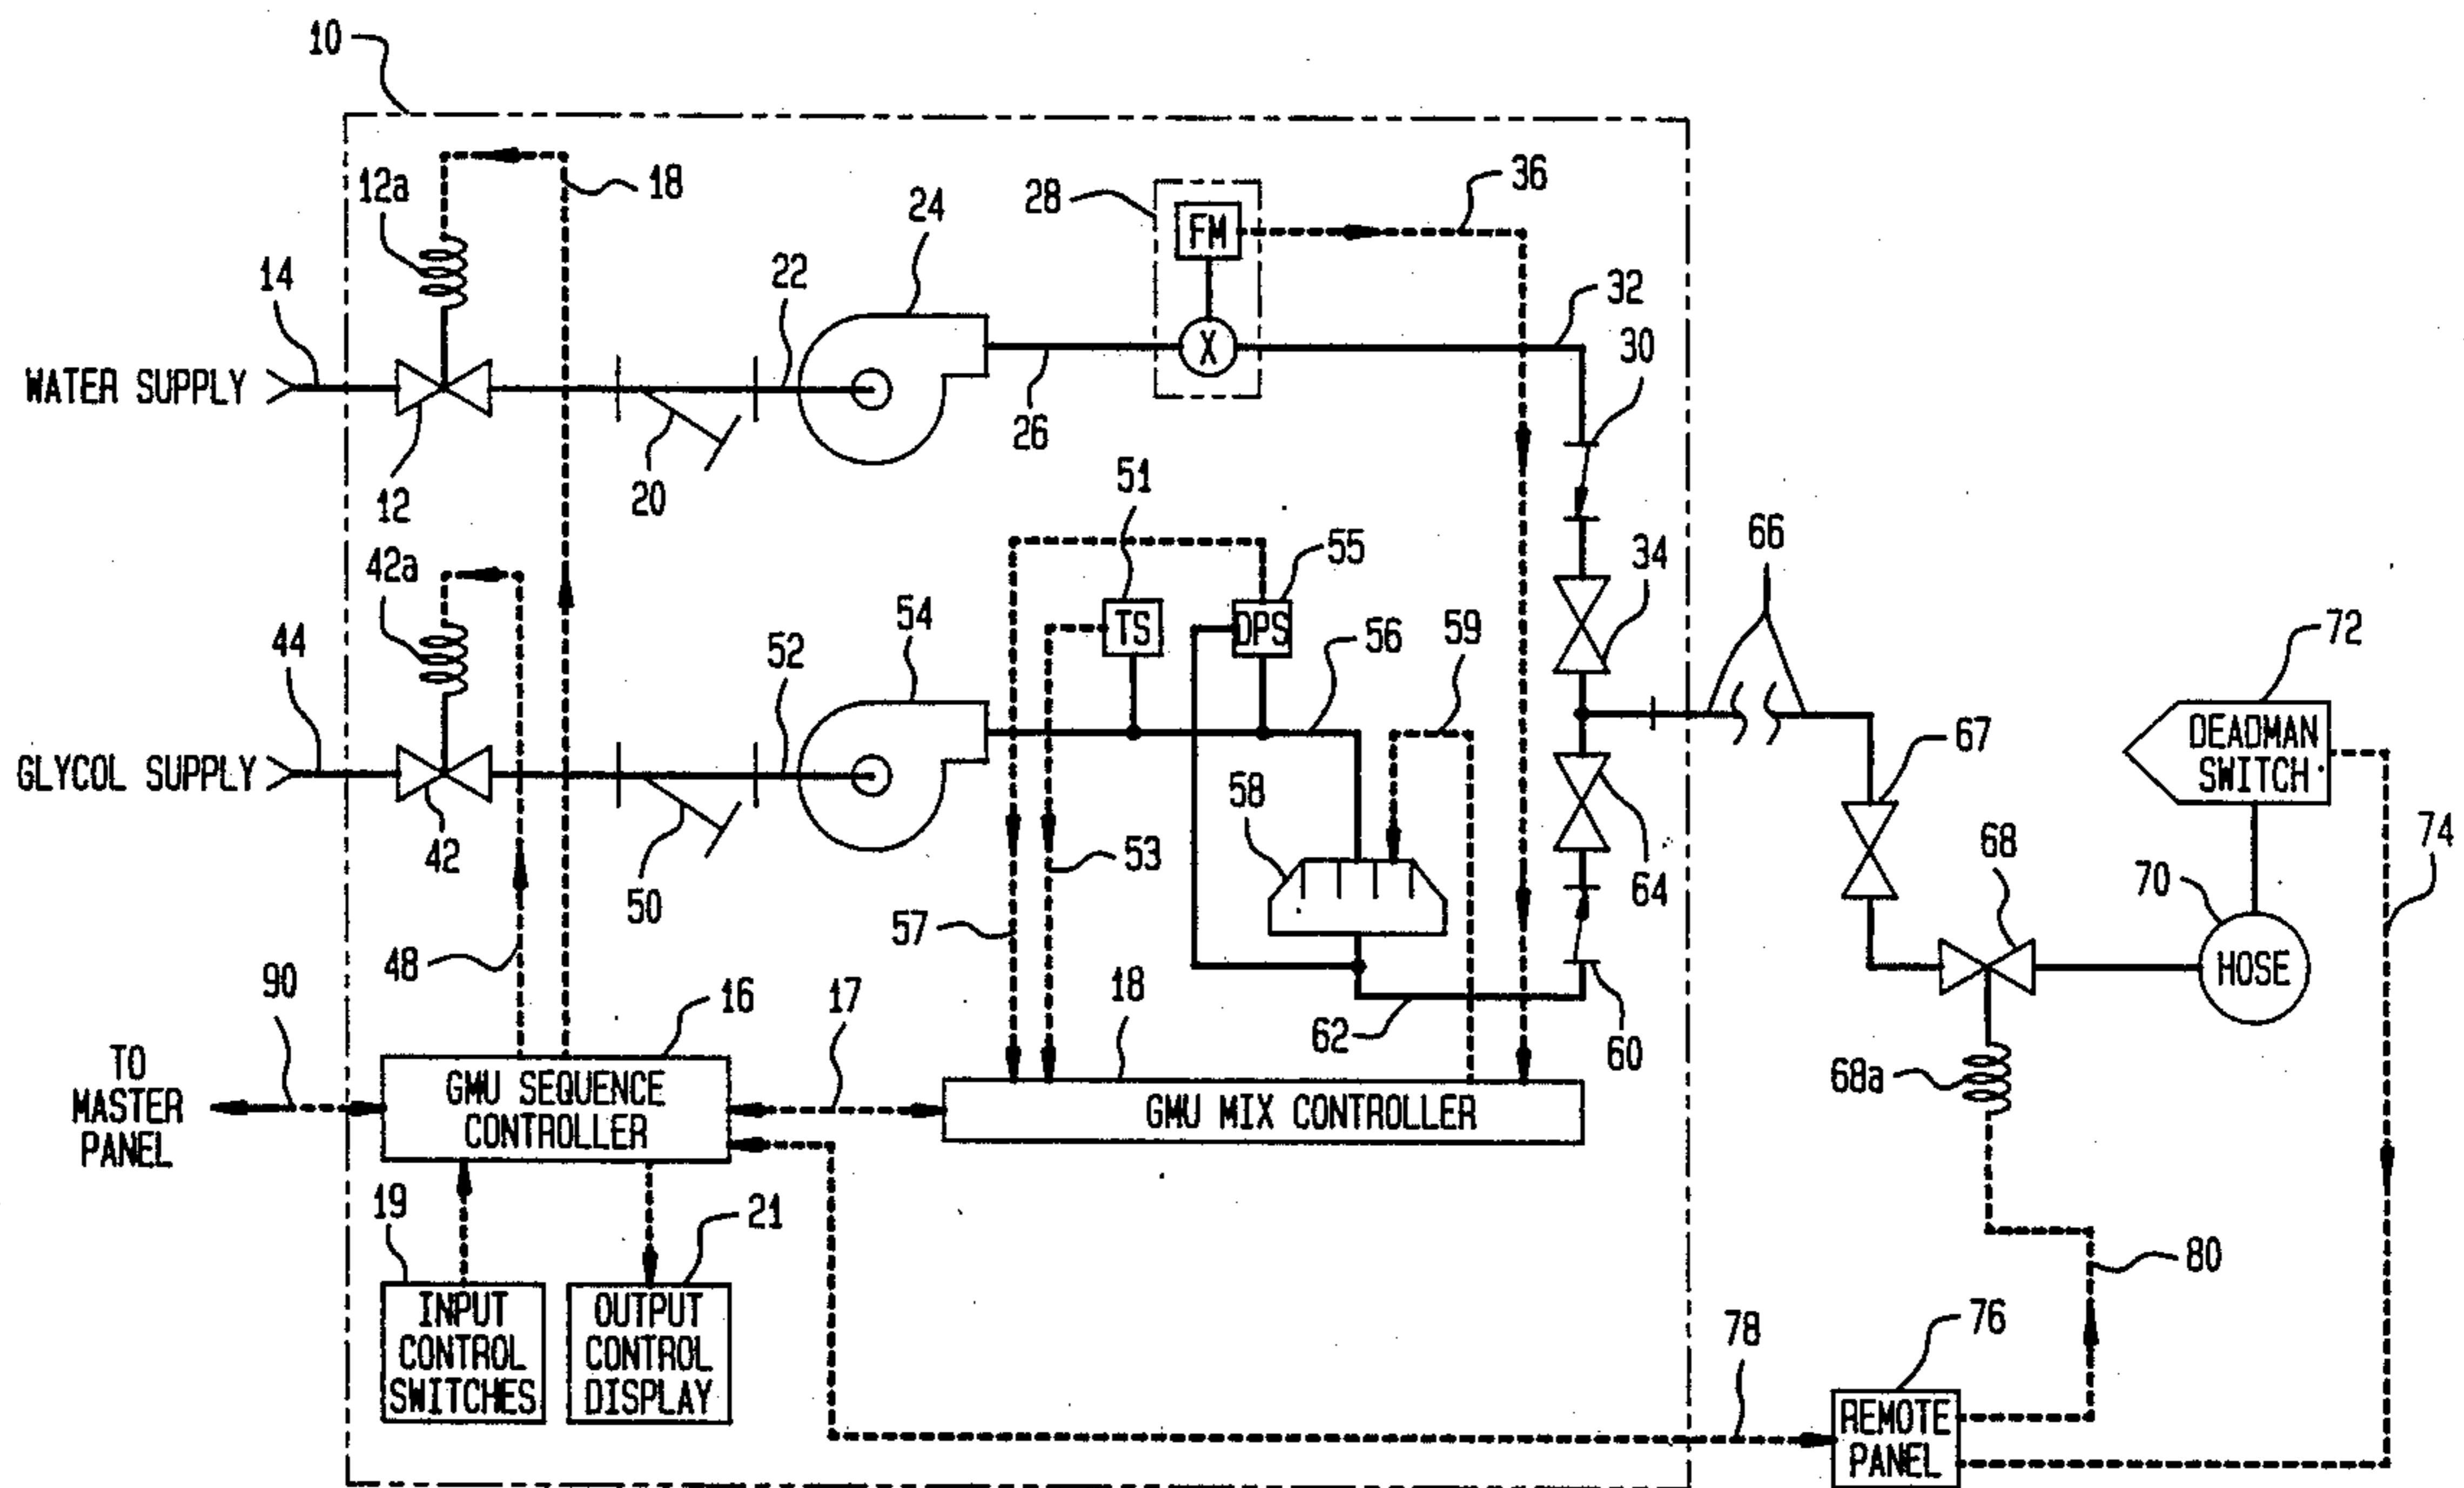 10
12a
18
24
28
FM
36
14
22
32
30
X
WATER SUPPLY
26
12
20
51
66
42a
55
34
TS
DPS
56
59
72
44
54
52
DEADMAN
SWITCH
67
GLYCOL SUPPLY
58
42
53
68
74
50
57
64
70
48
HOSE
90
16
17
18
62
60
68a
TO
MASTER
PANEL
GMU SEQUENCE
CONTROLLER
GMU MIX CONTROLLER
19
21
80
INPUT
CONTROL
SWITCHES
OUTPUT
CONTROL
DISPLAY
78
76
REMOTE
PANEL